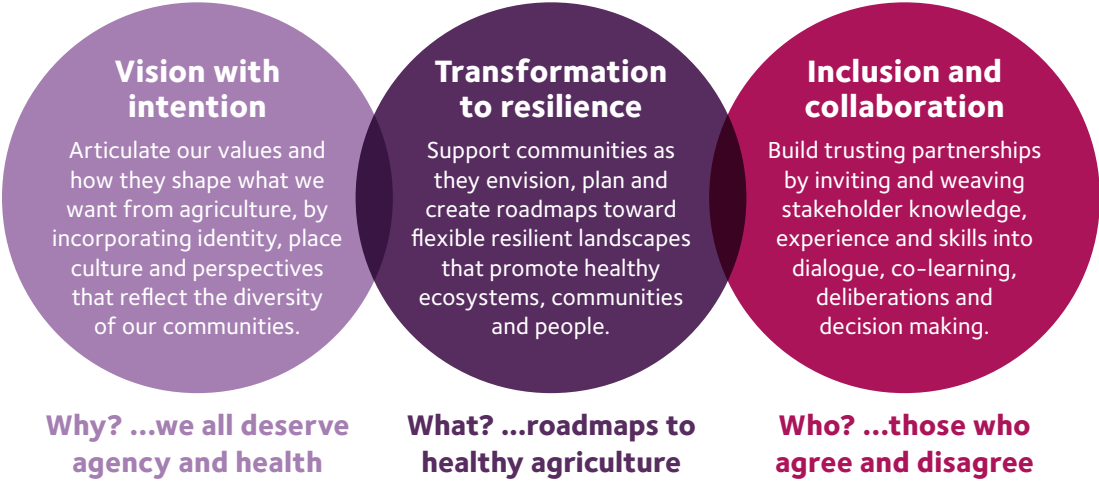 Vision with
intention
Articulate our values and
how they shape what we
want from agriculture, by
incorporating identity, place
culture and perspectives
that reflect the diversity
of our communities.
Why? ...we all deserve
agency and health
Transformation
to resilience
Support communities as
they envision, plan and
create roadmaps toward
flexible resilient landscapes
that promote healthy
ecosystems, communities
and people.
What? ...roadmaps to
healthy agriculture
Inclusion and
collaboration
Build trusting partnerships
by inviting and weaving
stakeholder knowledge,
experience and skills into
dialogue, co-learning,
deliberations and
decision making.
Who? ...those who
agree and disagree